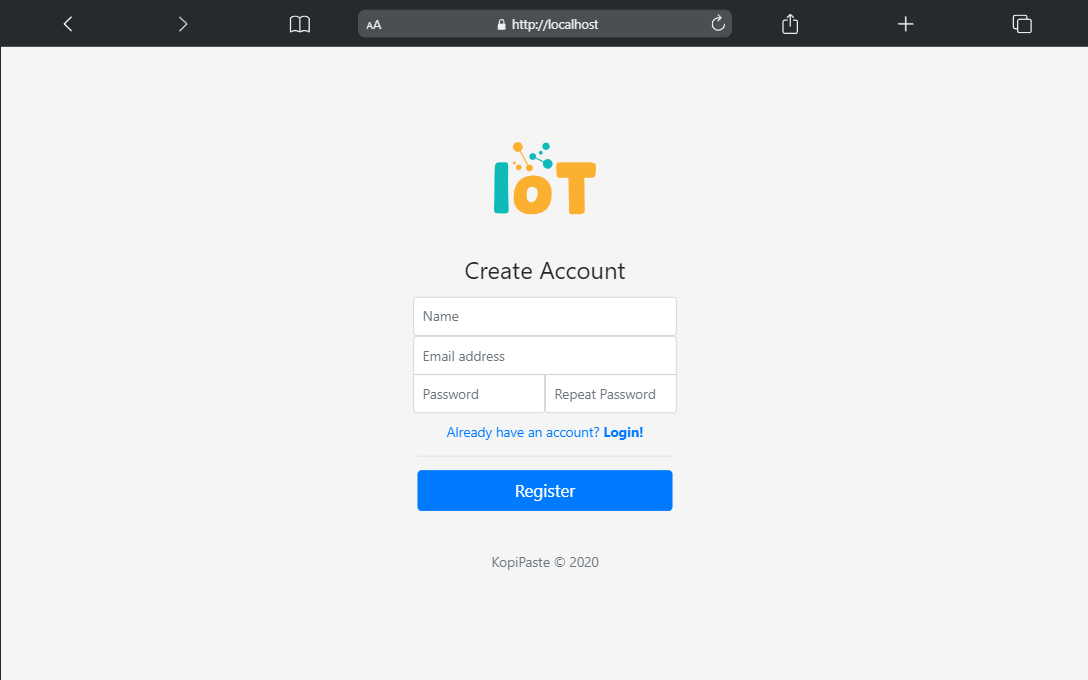 AA
http://localhost
IoT
Create Account
Name
Email address
Password Repeat Password
Already have an account? Login!
Register
KopiPaste © 2020